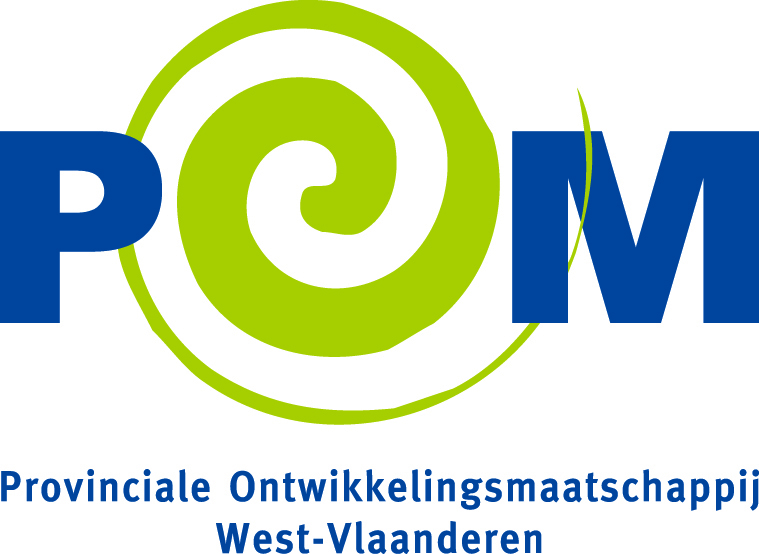 POM
Provinciale Ontwikkelingsmaatschappij
West-Vlaanderen